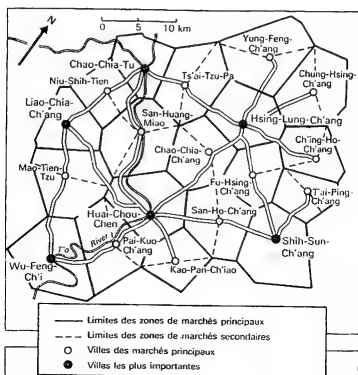 0 5 10 km
Yung-Feng-
Ch'ang
Chao-Chia-Tu
Chung-Hsing-
Ch'ang
Niu-Shih-Tien
Ts'ai-Tzu-Pa
Liao-Chia-
Ch'ang
San-Huang-
Miao
Hsing-Lung-Ch'ang
Ch'ing-Ho-
Ch'ang
Chao-Chia-
Ch'ang
Mao-Tien-
Tzu
Fu-Hsing-
Ch'ang
T'ai-Ping-
Ch'ang
Huai-Chou-
Chen
San-Ho-Ch'ang
T'o River
Pai-Kuo-
Ch'ang
Shih-Sun-
Ch'ang
Wu-Feng-
Ch'i
Kao-Pan-Ch'iao
Limites des zones de marchés principaux
Limites des zones de marchés secondaires
Villes des marchés principaux
Villas les plus importantes